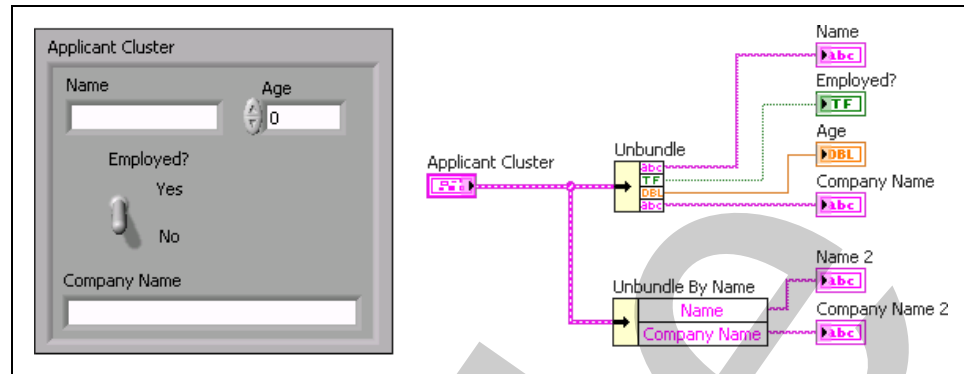 Applicant Cluster
Name
Age
0
Employed?
Yes
No
Company Name
Applicant Cluster
Unbundle
abc
TF
DBL
abc
Name
abc
Employed?
TF
Age
DBL
Company Name
abc
Unbundle By Name
Name
Company Name
Name 2
abc
Company Name 2
abc